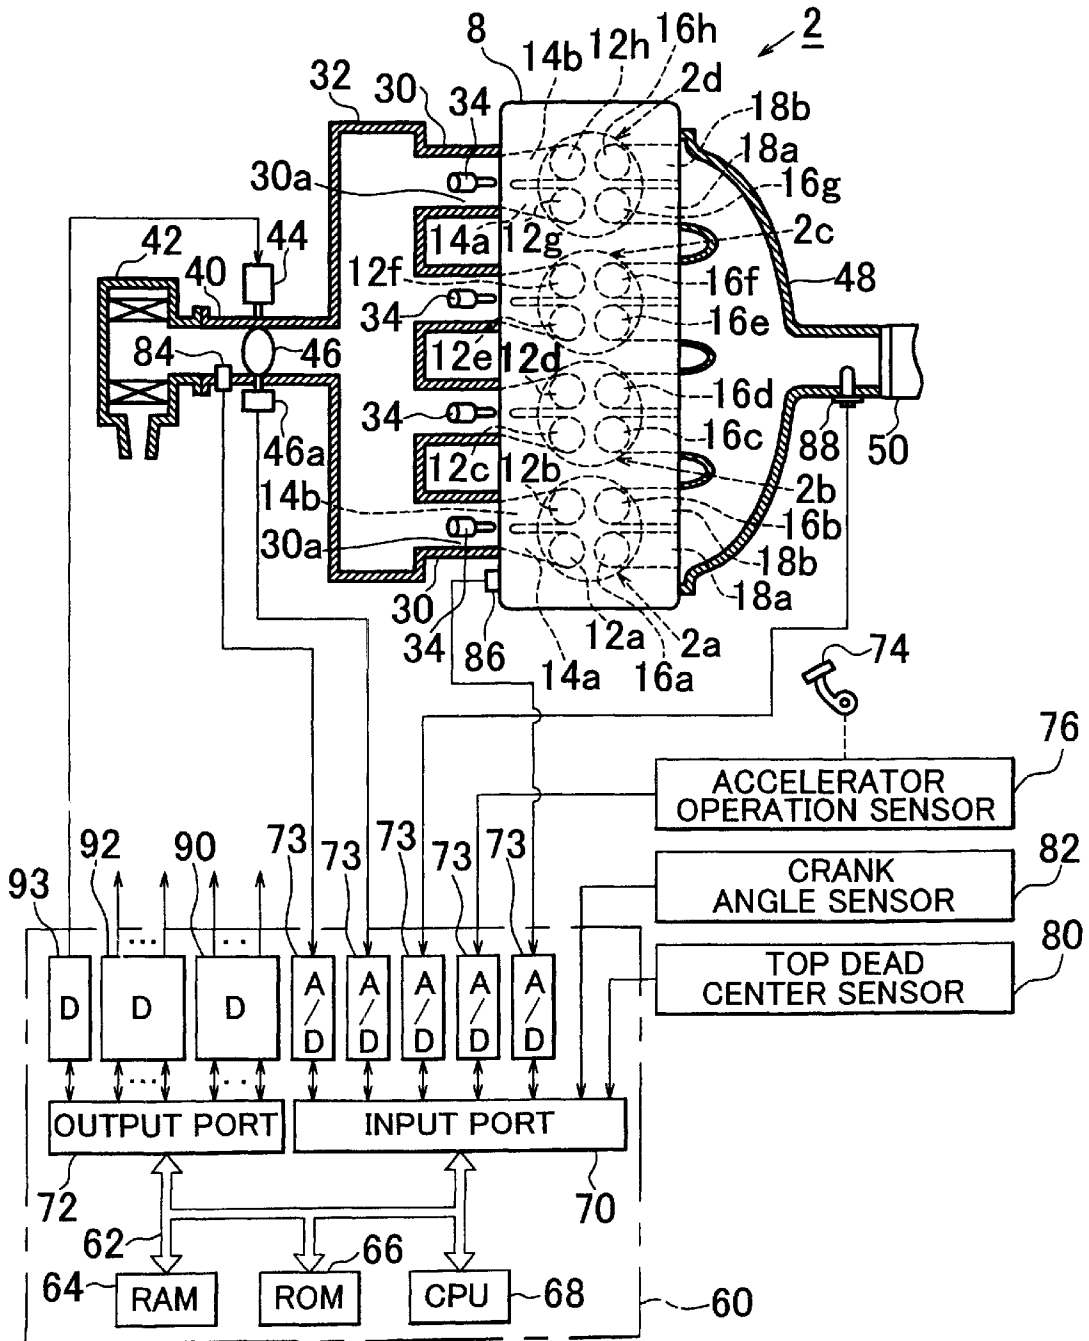 2
8
16h
12h
14b
2d
32
30
34
18b
18a
30a
16g
14a
12g
2c
42
44
40
12f
16f
48
34
84
46
16e
12e
12d
34
16d
46a
16c
88
50
12c
12b
14b
2b
16b
30a
18b
30
18a
34
86
12a
2a
14a
16a
74
76
ACCELERATOR
OPERATION SENSOR
82
CRANK
ANGLE SENSOR
80
TOP DEAD
CENTER SENSOR
93
92
90
73
73
73
73
73
D
D
D
A/D
A/D
A/D
A/D
A/D
OUTPUT PORT
INPUT PORT
72
70
62
66
64
RAM
ROM
CPU
68
60